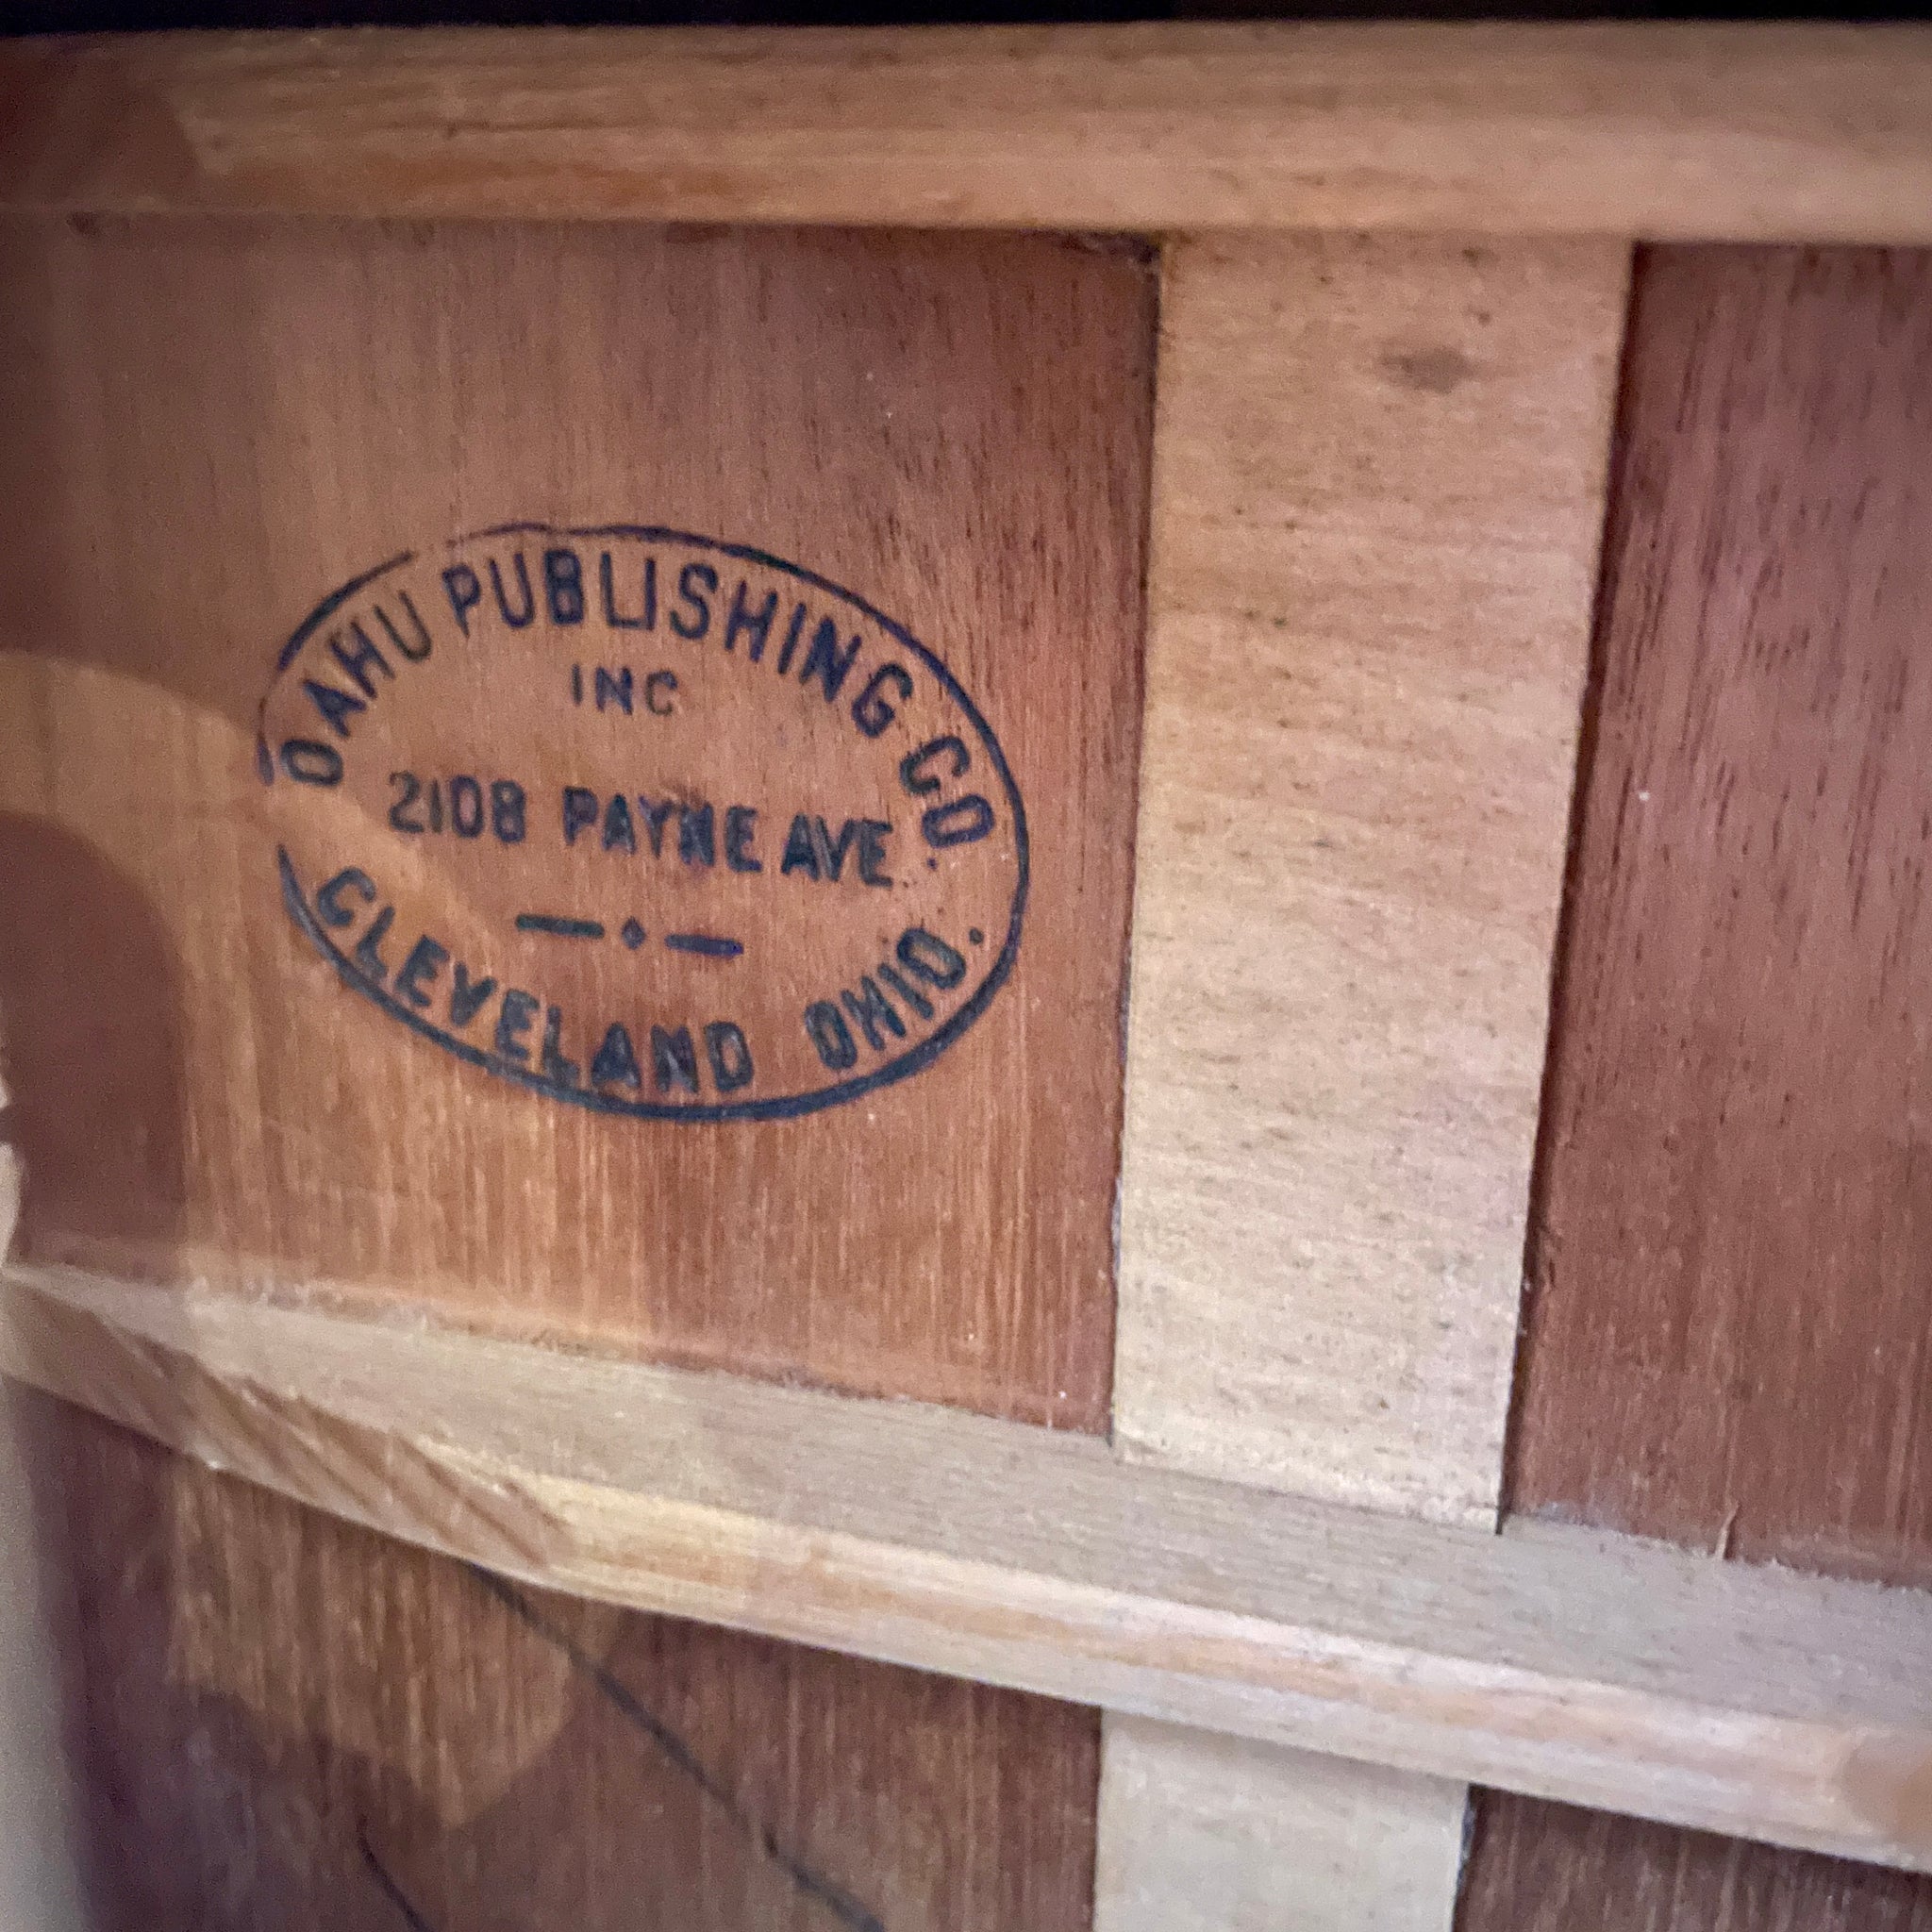 OAHU PUBLISHING CO.
INC
2108 PAYNE AVE.
CLEVELAND OHIO.